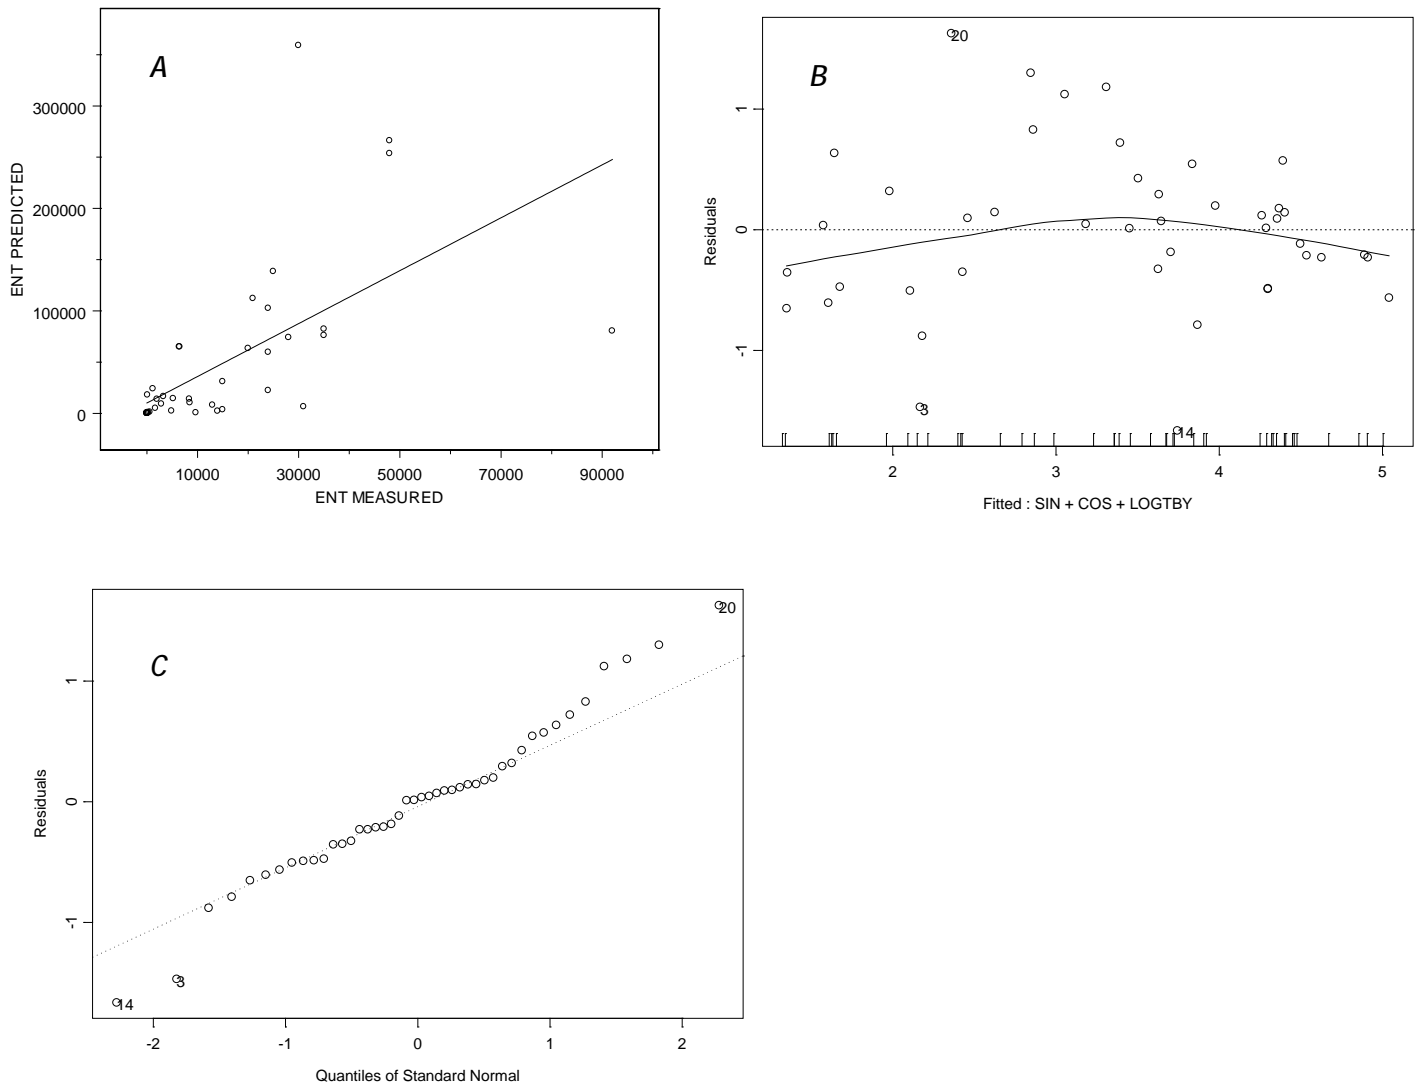 A
300000
200000
100000
0
ENT PREDICTED
10000 30000 50000 70000 90000
ENT MEASURED
B
20
3
14
1
0
-1
Residuals
2 3 4 5
Fitted : SIN + COS + LOGTBY
C
20
3
14
1
0
-1
Residuals
-2 -1 0 1 2
Quantiles of Standard Normal